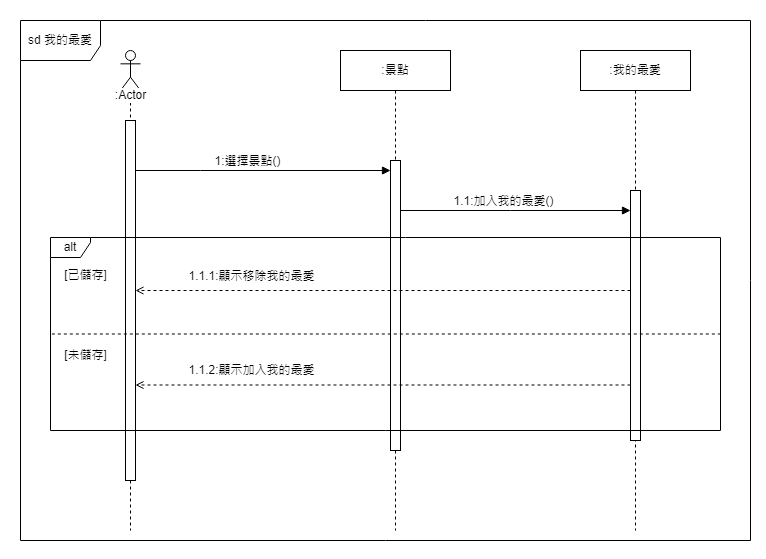 sd 我的最愛
:Actor
:景點
:我的最愛
1:選擇景點()
1.1:加入我的最愛()
alt
[已儲存]
1.1.1:顯示移除我的最愛
[未儲存]
1.1.2:顯示加入我的最愛